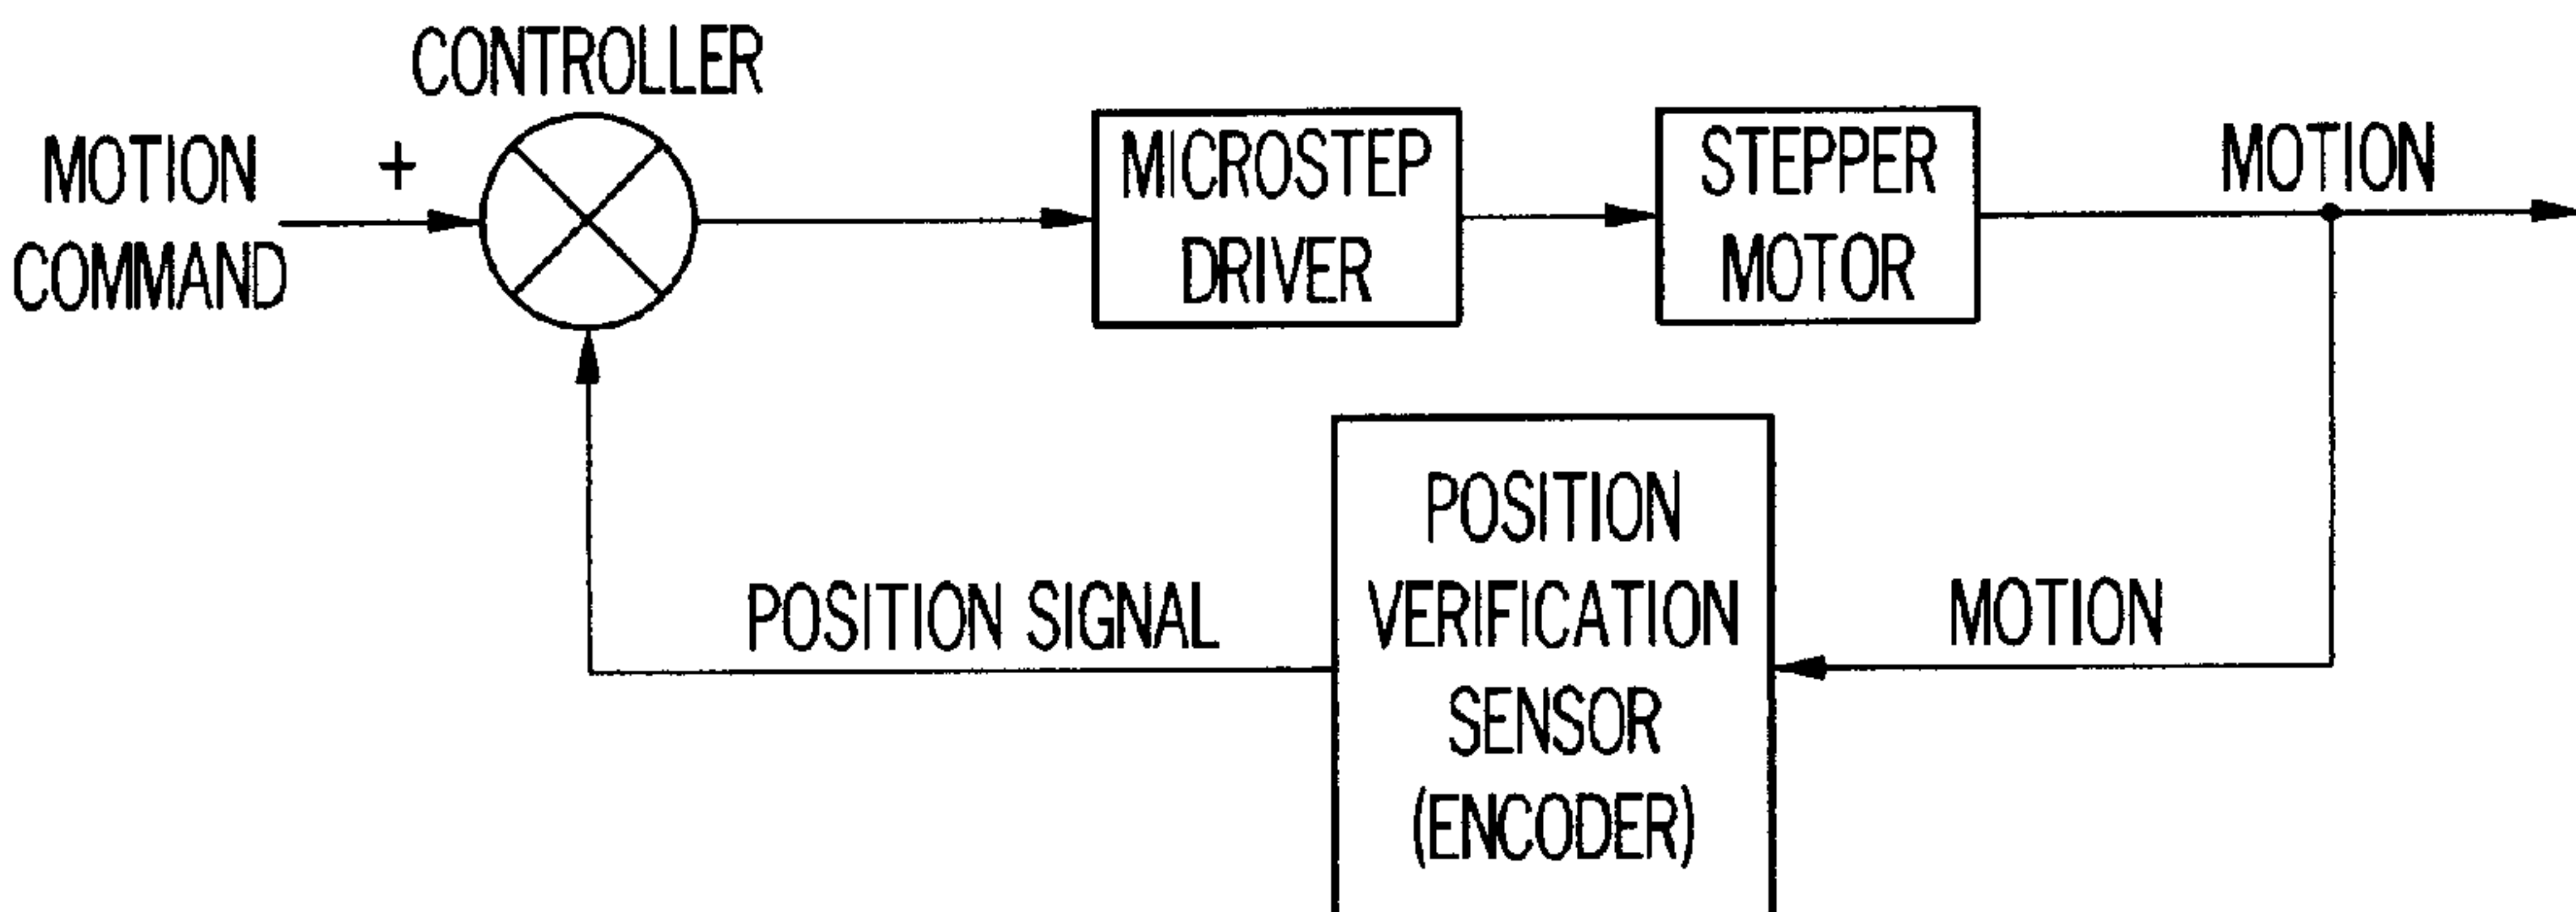 CONTROLLER
MOTION
COMMAND
+
MICROSTEP
DRIVER
STEPPER
MOTOR
MOTION
POSITION SIGNAL
POSITION
VERIFICATION
SENSOR
(ENCODER)
MOTION